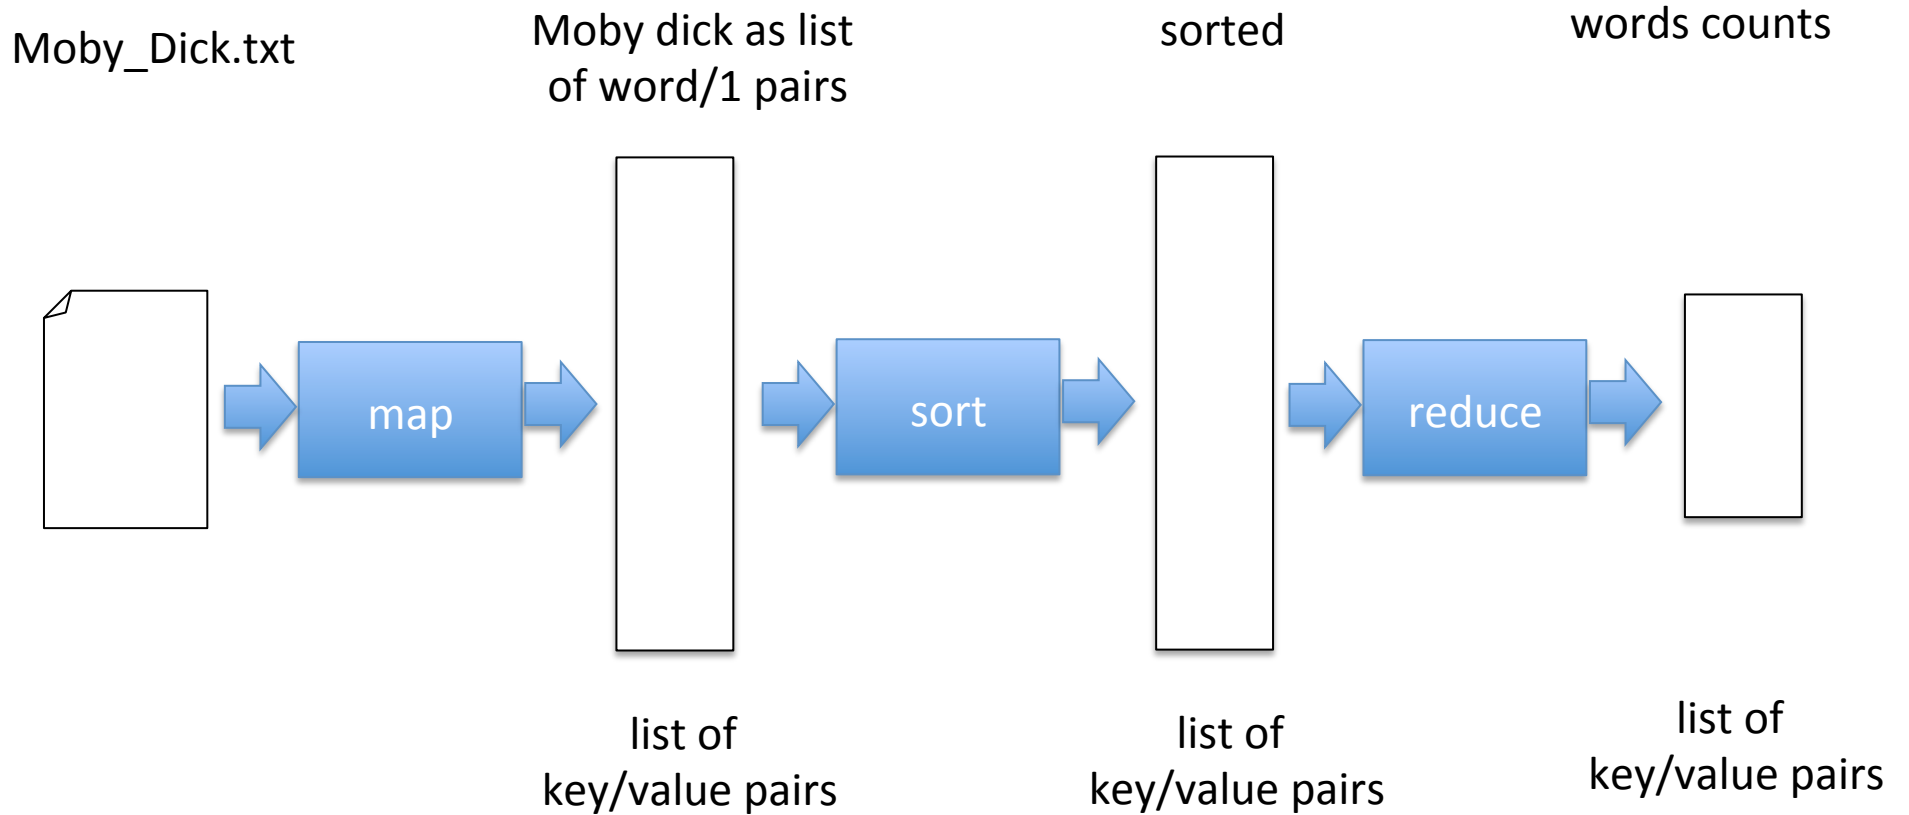 Moby_Dick.txt
Moby dick as list
of word/1 pairs
sorted
words counts
map
sort
reduce
list of
key/value pairs
list of
key/value pairs
list of
key/value pairs